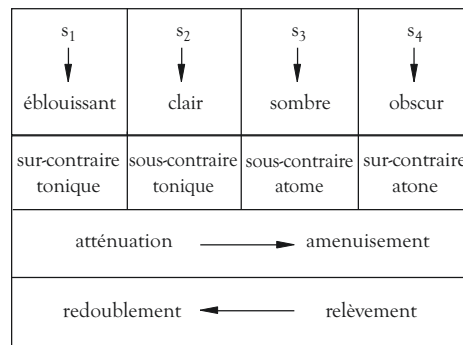 s1 s2 s3 s4
éblouissant clair sombre obscur
sur-contraire sous-contraire sous-contraire sur-contraire
tonique tonique atome atone
atténuation amenuisement
redoublement relèvement